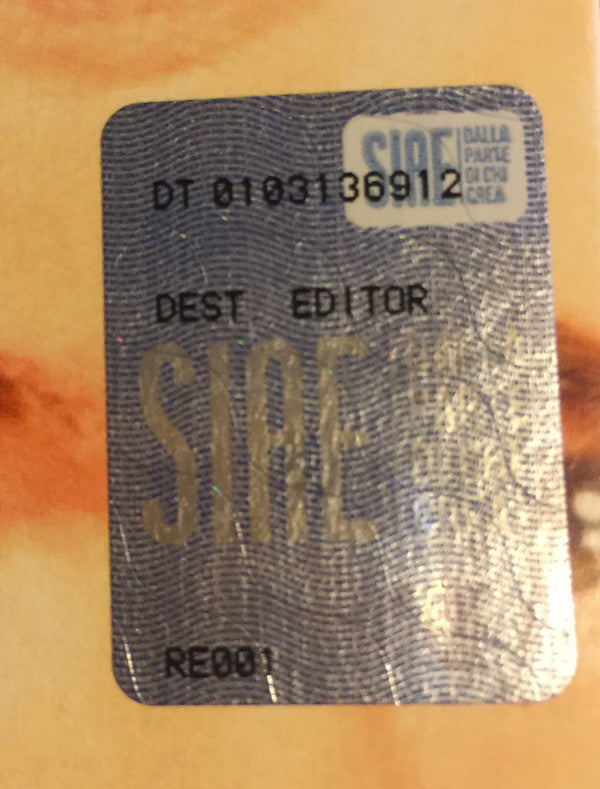 SIAE
DALLA
PARTE
DI CHI
CREA
DT 0103136912
DEST EDITOR.
SIAE
RE001